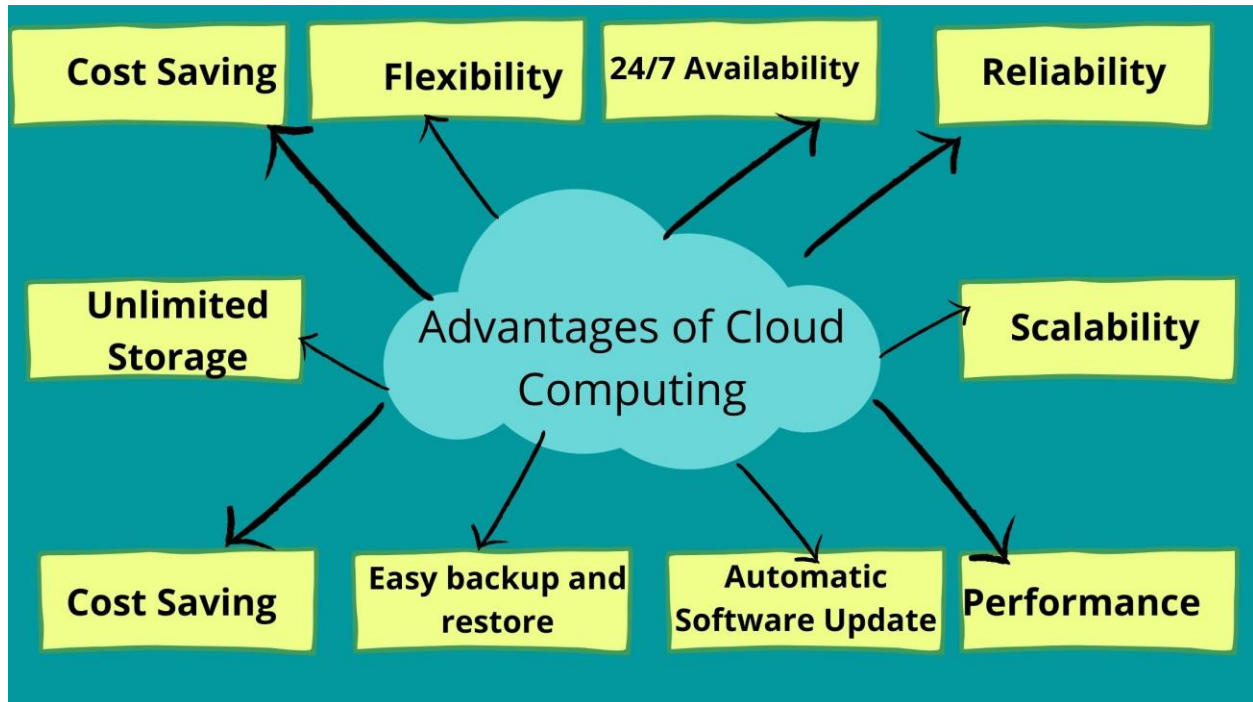 Cost Saving
Flexibility
24/7 Availability
Reliability
Unlimited
Storage
Advantages of Cloud
Computing
Scalability
Cost Saving
Easy backup and
restore
Automatic
Software Update
Performance